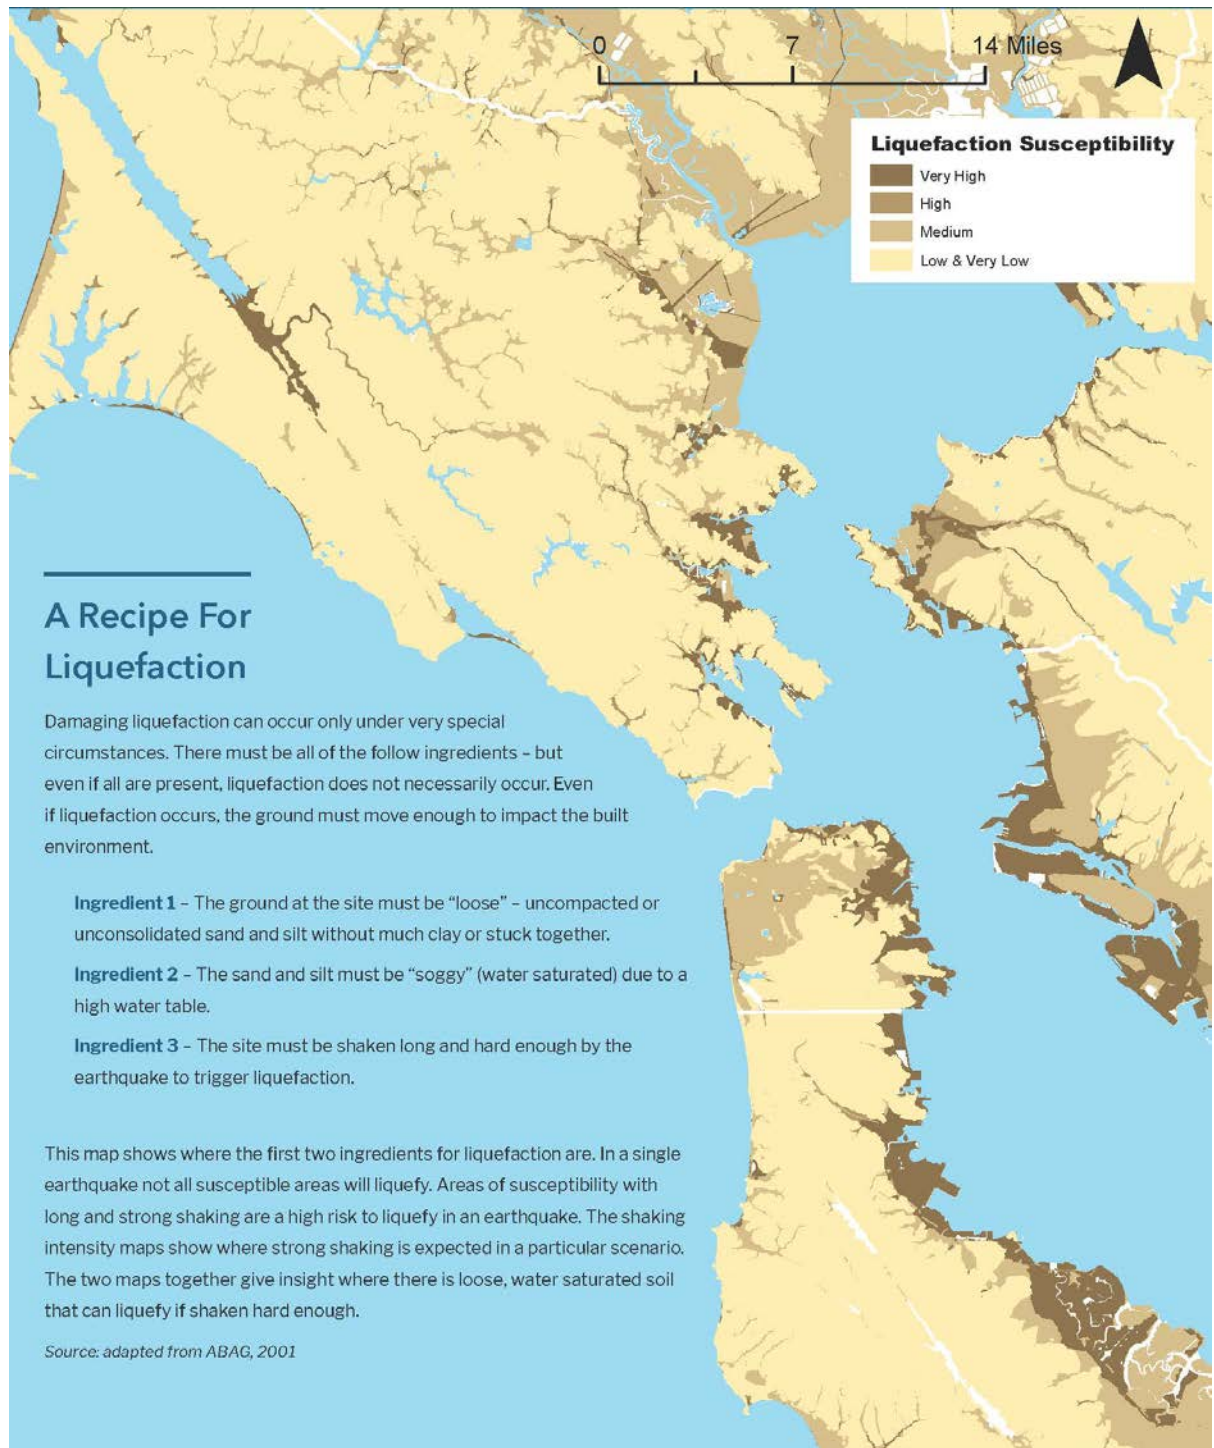 0 7 14 Miles
Liquefaction Susceptibility
Very High
High
Medium
Low & Very Low
A Recipe For
Liquefaction
Damaging liquefaction can occur only under very special
circumstances. There must be all of the follow ingredients – but
even if all are present, liquefaction does not necessarily occur. Even
if liquefaction occurs, the ground must move enough to impact the built
environment.
Ingredient 1 – The ground at the site must be “loose” – uncompacted or
unconsolidated sand and silt without much clay or stuck together.
Ingredient 2 – The sand and silt must be “soggy” (water saturated) due to a
high water table.
Ingredient 3 – The site must be shaken long and hard enough by the
earthquake to trigger liquefaction.
This map shows where the first two ingredients for liquefaction are. In a single
earthquake not all susceptible areas will liquefy. Areas of susceptibility with
long and strong shaking are a high risk to liquefy in an earthquake. The shaking
intensity maps show where strong shaking is expected in a particular scenario.
The two maps together give insight where there is loose, water saturated soil
that can liquefy if shaken hard enough.
Source: adapted from ABAG, 2001